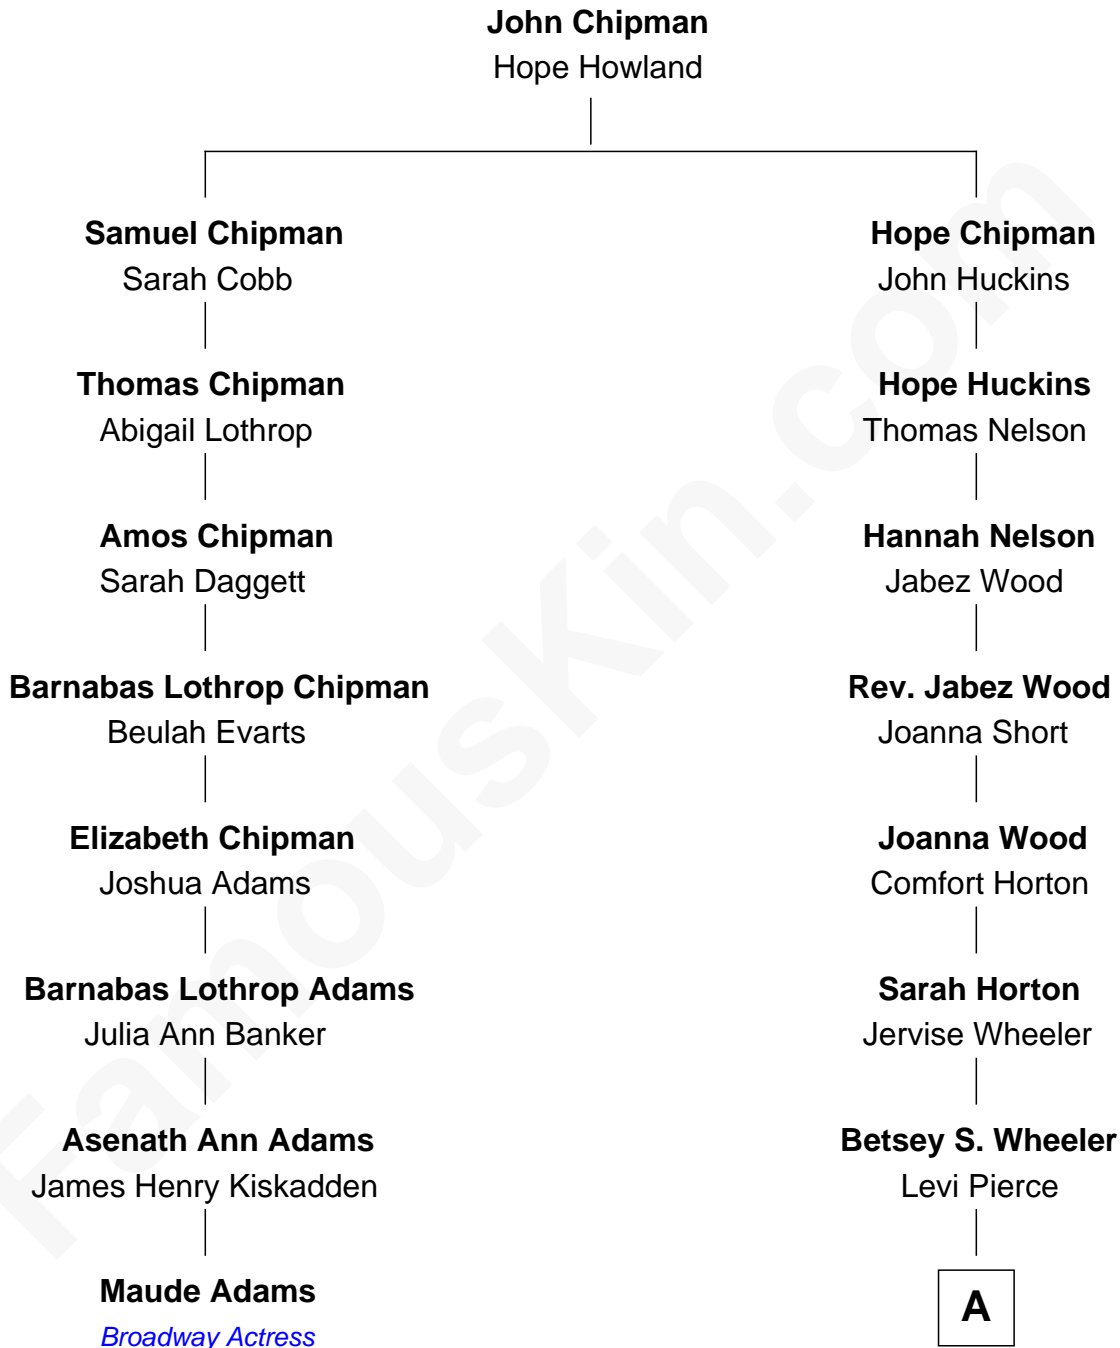 John Chipman
Hope Howland
Samuel Chipman
Sarah Cobb
Hope Chipman
John Huckins
Thomas Chipman
Abigail Lothrop
Hope Huckins
Thomas Nelson
Amos Chipman
Sarah Daggett
Hannah Nelson
Jabez Wood
Barnabas Lothrop Chipman
Beulah Evarts
Rev. Jabez Wood
Joanna Short
Elizabeth Chipman
Joshua Adams
Joanna Wood
Comfort Horton
Barnabas Lothrop Adams
Julia Ann Banker
Sarah Horton
Jervise Wheeler
Asenath Ann Adams
James Henry Kiskadden
Betsey S. Wheeler
Levi Pierce
Maude Adams
Broadway Actress
A
FamousKin.com